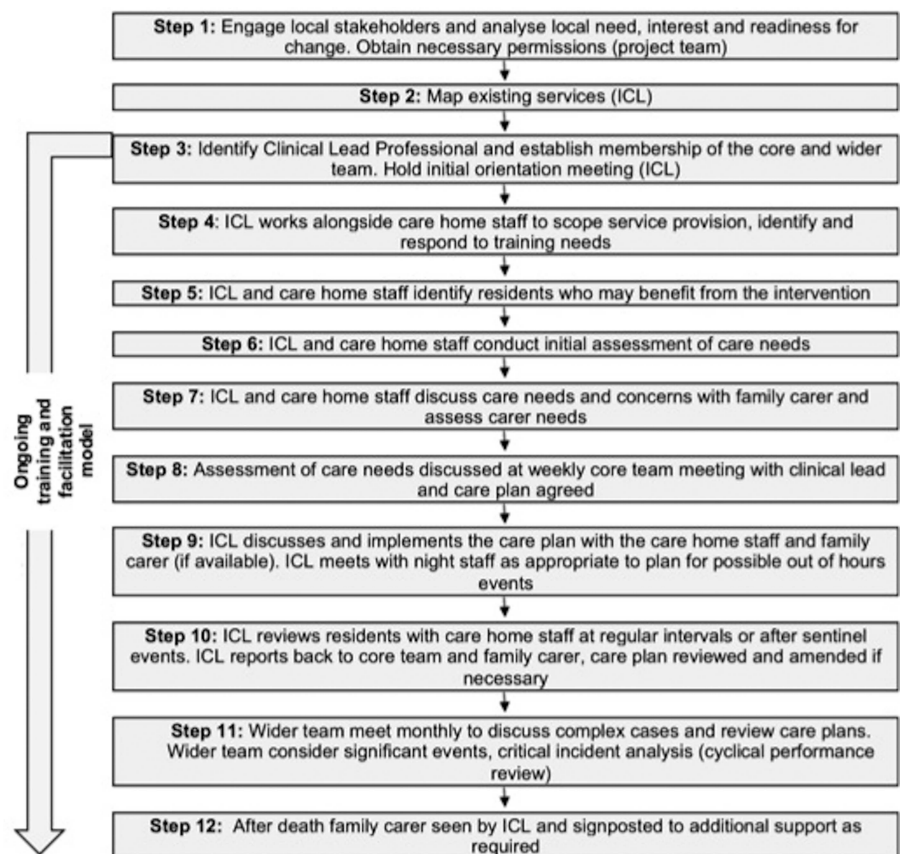 Step 1: Engage local stakeholders and analyse local need, interest and readiness for
change. Obtain necessary permissions (project team)
Step 2: Map existing services (ICL)
Step 3: Identify Clinical Lead Professional and establish membership of the core and wider
team. Hold initial orientation meeting (ICL)
Step 4: ICL works alongside care home staff to scope service provision, identify and
respond to training needs
Step 5: ICL and care home staff identify residents who may benefit from the intervention
Step 6: ICL and care home staff conduct initial assessment of care needs
Step 7: ICL and care home staff discuss care needs and concerns with family carer and
assess carer needs
Step 8: Assessment of care needs discussed at weekly core team meeting with clinical lead
and care plan agreed
Step 9: ICL discusses and implements the care plan with the care home staff and family
carer (if available). ICL meets with night staff as appropriate to plan for possible out of hours
events
Step 10: ICL reviews residents with care home staff at regular intervals or after sentinel
events. ICL reports back to core team and family carer, care plan reviewed and amended if
necessary
Step 11: Wider team meet monthly to discuss complex cases and review care plans.
Wider team consider significant events, critical incident analysis (cyclical performance
review)
Step 12: After death family carer seen by ICL and signposted to additional support as
required
Ongoing
training and
facilitation
model